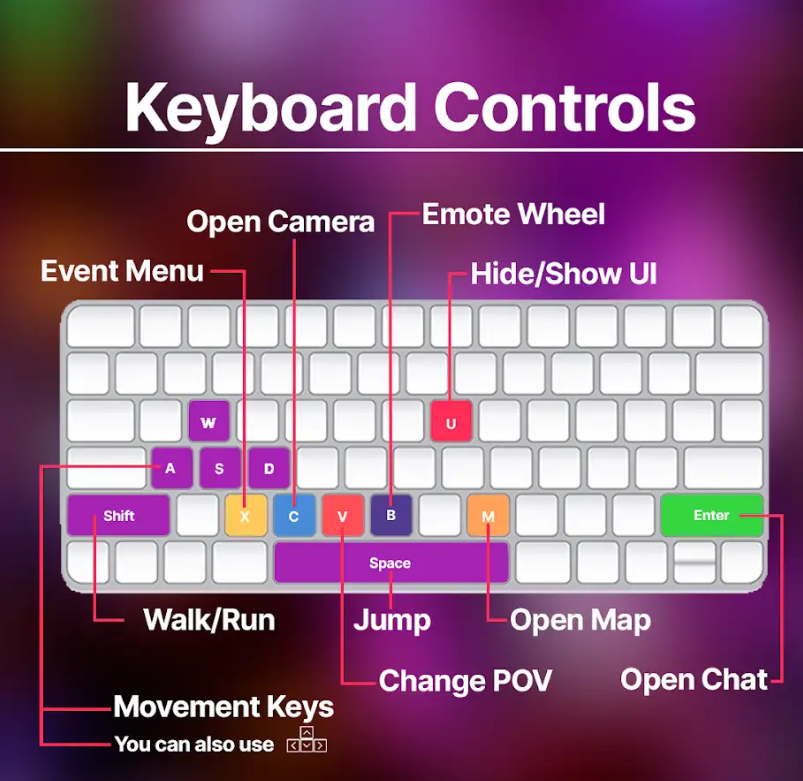 Keyboard Controls
Open Camera
Emote Wheel
Event Menu
Hide/Show UI
W
U
A S D
Shift
X C V B M
Enter
Space
Walk/Run
Jump
Open Map
Change POV
Open Chat
Movement Keys
You can also use